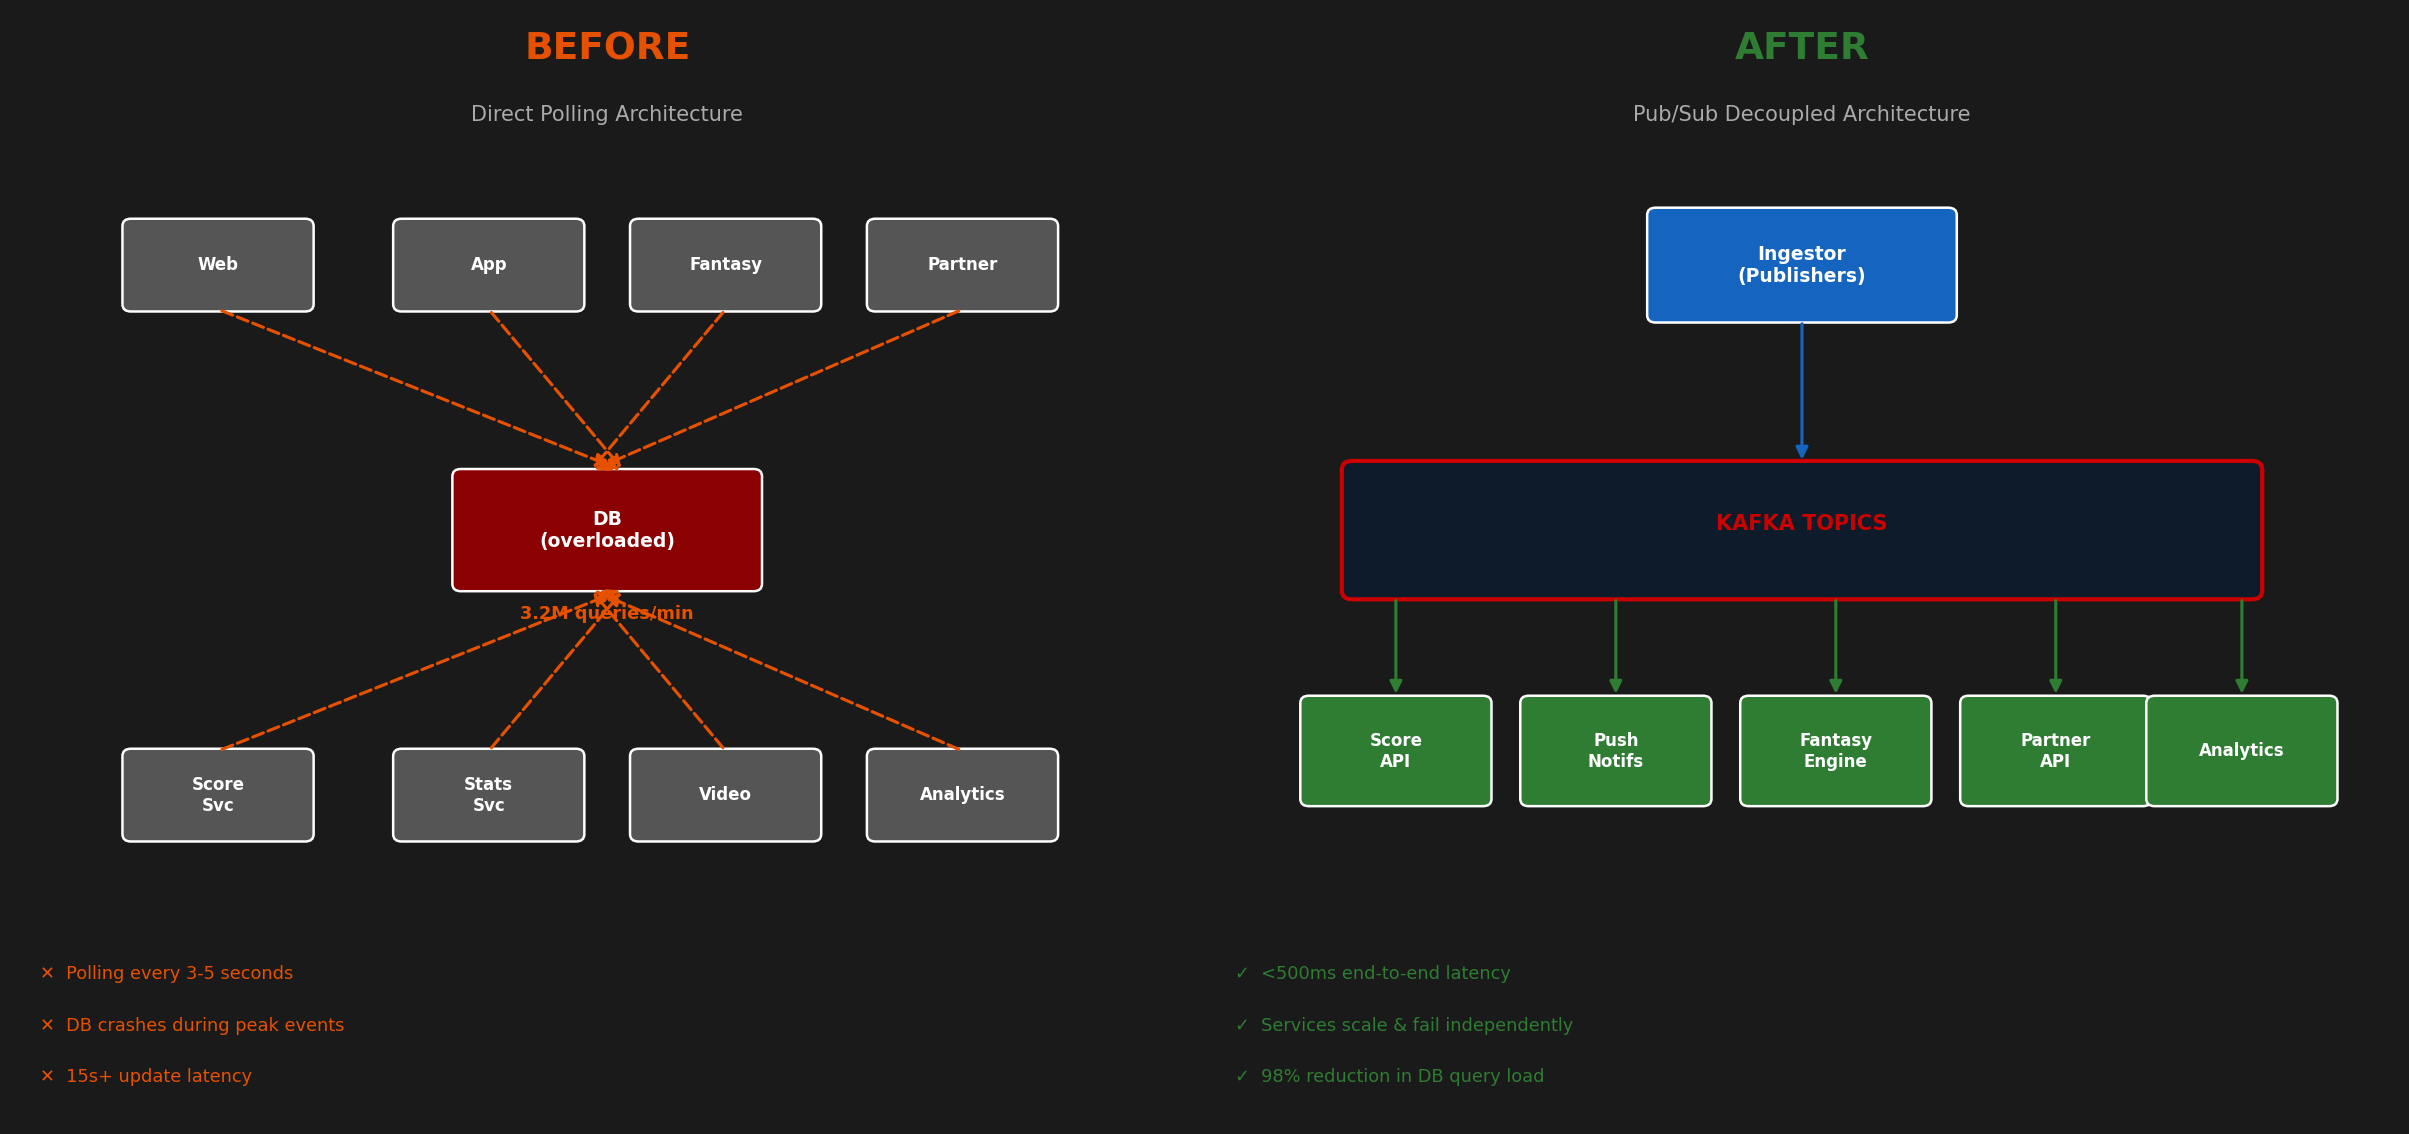 BEFORE
Direct Polling Architecture
Web
App
Fantasy
Partner
DB
(overloaded)
3.2M queries/min
Score
Svc
Stats
Svc
Video
Analytics
✕ Polling every 3-5 seconds
✕ DB crashes during peak events
✕ 15s+ update latency
AFTER
Pub/Sub Decoupled Architecture
Ingestor
(Publishers)
KAFKA TOPICS
Score
API
Push
Notifs
Fantasy
Engine
Partner
API
Analytics
✓ <500ms end-to-end latency
✓ Services scale & fail independently
✓ 98% reduction in DB query load